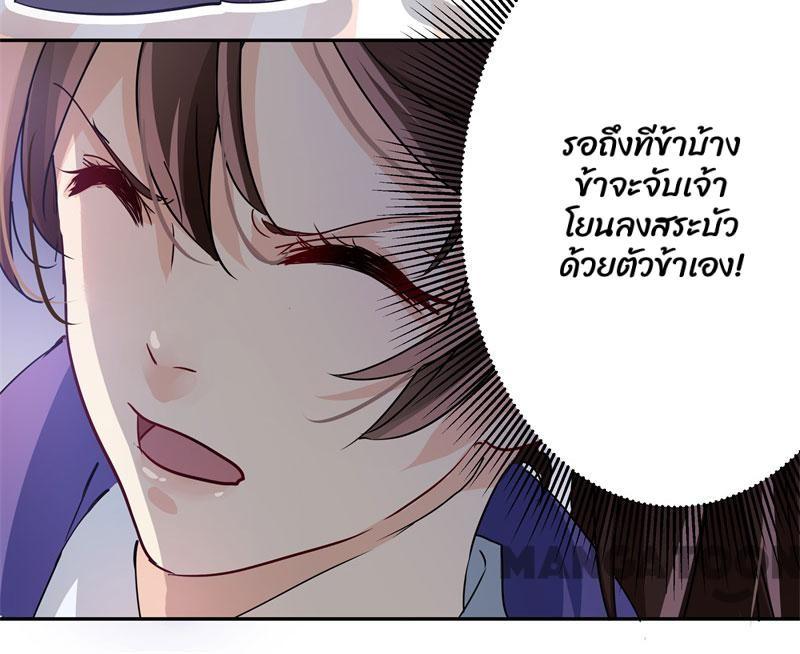 รอถึงทีข้าบ้าง
ข้าจะจับเจ้า
โยนลงสระบัว
ด้วยตัวข้าเอง!
MANGATOON